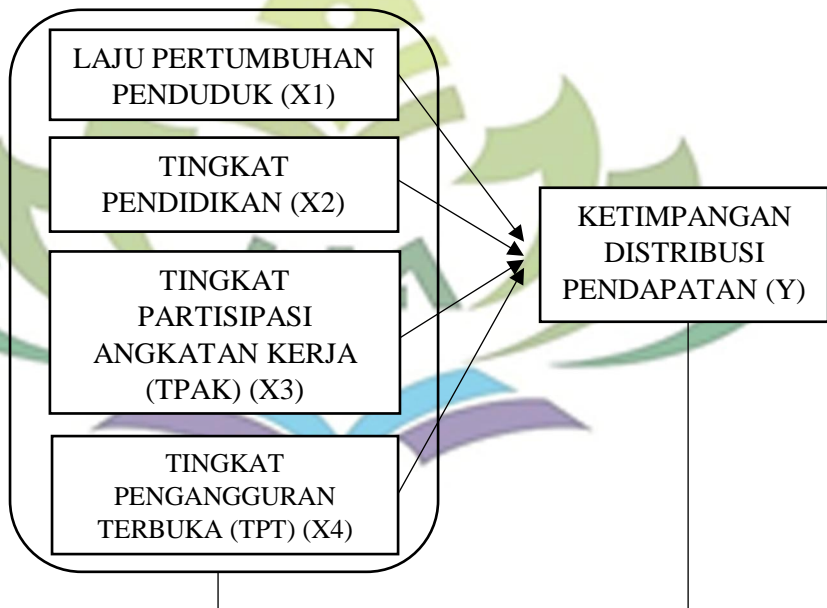 LAJU PERTUMBUHAN
PENDUDUK (X1)
TINGKAT
PENDIDIKAN (X2)
TINGKAT
PARTISIPASI
ANGKATAN KERJA
(TPAK) (X3)
TINGKAT
PENGANGGURAN
TERBUKA (TPT) (X4)
KETIMPANGAN
DISTRIBUSI
PENDAPATAN (Y)